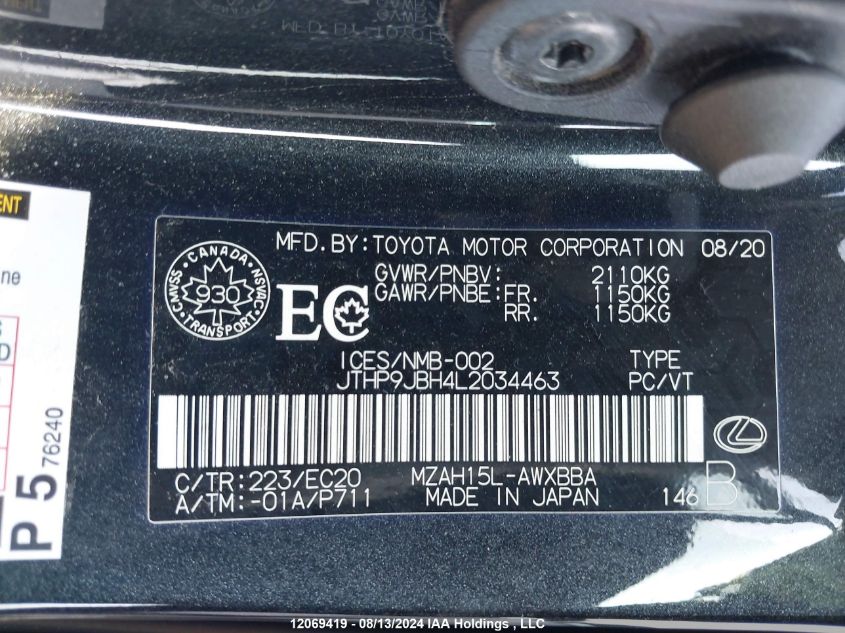 MFD.BY:TOYOTA MOTOR CORPORATION 08/20
CANADA
CMVSS NSVAC
930
TRANSPORT
EC
GVWR/PNBV: 2110KG
GAWR/PNBE:FR. 1150KG
RR. 1150KG
ICES/NMB-002 TYPE
JTHP9JBH4L2034463 PC/VT
C/TR:223/EC20 MZAH15L-AWXBBA
A/TM:-01A/P711 MADE IN JAPAN 146 B
P 5 76240
12069419 - 08/13/2024 IAA Holdings , LLC